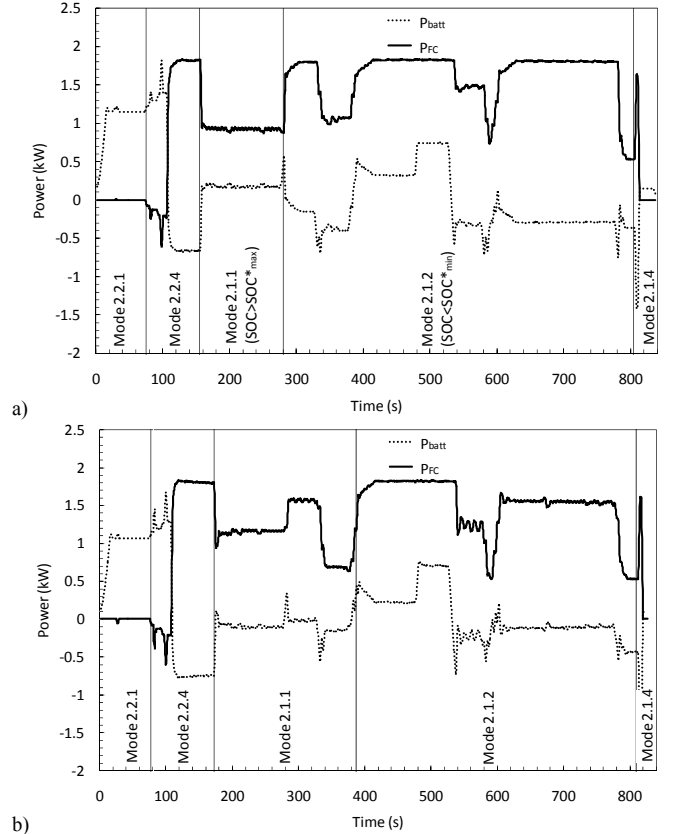 2.5
P_batt
P_FC
2
1.5
1
0.5
0
-0.5
-1
-1.5
-2
Power (kW)
Mode 2.2.1
Mode 2.2.4
Mode 2.1.1
(SOC>SOC*max)
Mode 2.1.2
(SOC<SOC*min)
Mode 2.1.4
0 100 200 300 400 500 600 700 800
Time (s)
a)
2.5
P_batt
P_FC
2
1.5
1
0.5
0
-0.5
-1
-1.5
-2
Power (kW)
Mode 2.2.1
Mode 2.2.4
Mode 2.1.1
Mode 2.1.2
Mode 2.1.4
0 100 200 300 400 500 600 700 800
Time (s)
b)